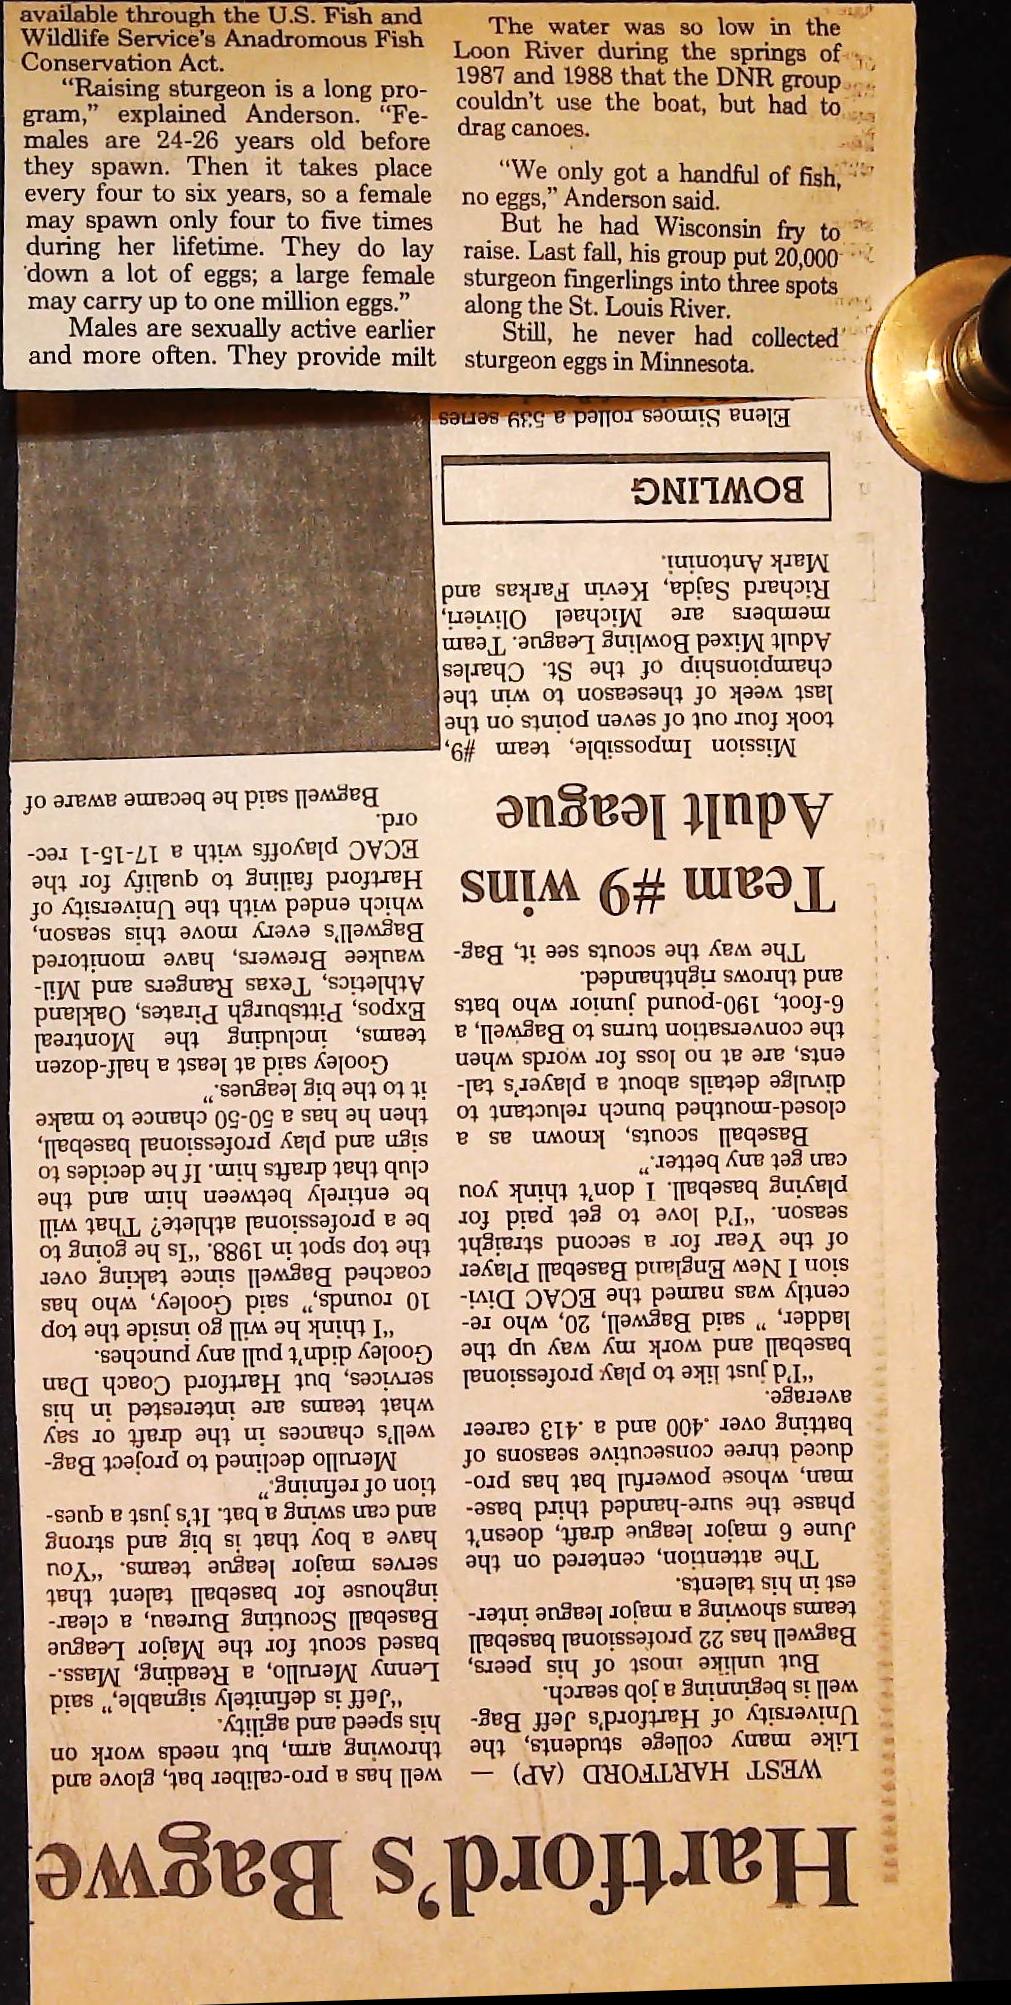 available through the U.S. Fish and
Wildlife Service's Anadromous Fish
Conservation Act.
"Raising sturgeon is a long pro-
gram," explained Anderson. "Fe-
males are 24-26 years old before
they spawn. Then it takes place
every four to six years, so a female
may spawn only four to five times
during her lifetime. They do lay
down a lot of eggs; a large female
may carry up to one million eggs."
Males are sexually active earlier
and more often. They provide milt
The water was so low in the
Loon River during the springs of
1987 and 1988 that the DNR group
couldn't use the boat, but had to
drag canoes.
"We only got a handful of fish,
no eggs," Anderson said.
But he had Wisconsin fry to
raise. Last fall, his group put 20,000
sturgeon fingerlings into three spots
along the St. Louis River.
Still, he never had collected
sturgeon eggs in Minnesota.
Hartford's Bagwe
WEST HARTFORD (AP) —
Like many college students, the
University of Hartford's Jeff Bag-
well is beginning a job search.
But unlike most of his peers,
Bagwell has 22 professional baseball
teams showing a major league inter-
est in his talents.
The attention, centered on the
June 6 major league draft, doesn't
phase the sure-handed third base-
man, whose powerful bat has pro-
duced three consecutive seasons of
batting over .400 and a .413 career
average.
"I'd just like to play professional
baseball and work my way up the
ladder, " said Bagwell, 20, who re-
cently was named the ECAC Divi-
sion I New England Baseball Player
of the Year for a second straight
season. "I'd love to get paid for
playing baseball. I don't think you
can get any better."
Baseball scouts, known as a
closed-mouthed bunch reluctant to
divulge details about a player's tal-
ents, are at no loss for words when
the conversation turns to Bagwell, a
6-foot, 190-pound junior who bats
and throws righthanded.
The way the scouts see it, Bag-
well has a pro-caliber bat, glove and
throwing arm, but needs work on
his speed and agility.
"Jeff is definitely signable," said
Lenny Merullo, a Reading, Mass.-
based scout for the Major League
Baseball Scouting Bureau, a clear-
inghouse for baseball talent that
serves major league teams. "You
have a boy that is big and strong
and can swing a bat. It's just a ques-
tion of refining."
Merullo declined to project Bag-
well's chances in the draft or say
what teams are interested in his
services, but Hartford Coach Dan
Gooley didn't pull any punches.
"I think he will go inside the top
10 rounds," said Gooley, who has
coached Bagwell since taking over
the top spot in 1988. "Is he going to
be a professional athlete? That will
be entirely between him and the
club that drafts him. If he decides to
sign and play professional baseball,
then he has a 50-50 chance to make
it to the big leagues."
Gooley said at least a half-dozen
teams, including the Montreal
Expos, Pittsburgh Pirates, Oakland
Athletics, Texas Rangers and Mil-
waukee Brewers, have monitored
Bagwell's every move this season,
which ended with the University of
Hartford failing to qualify for the
ECAC playoffs with a 17-15-1 rec-
ord.
Bagwell said he became aware of
Team #9 wins
Adult league
Mission Impossible, team #9,
took four out of seven points on the
last week of theseason to win the
championship of the St. Charles
Adult Mixed Bowling League. Team
members are Michael Olivieri,
Richard Sajda, Kevin Farkas and
Mark Antonini.
BOWLING
Elena Simoes rolled a 539 series